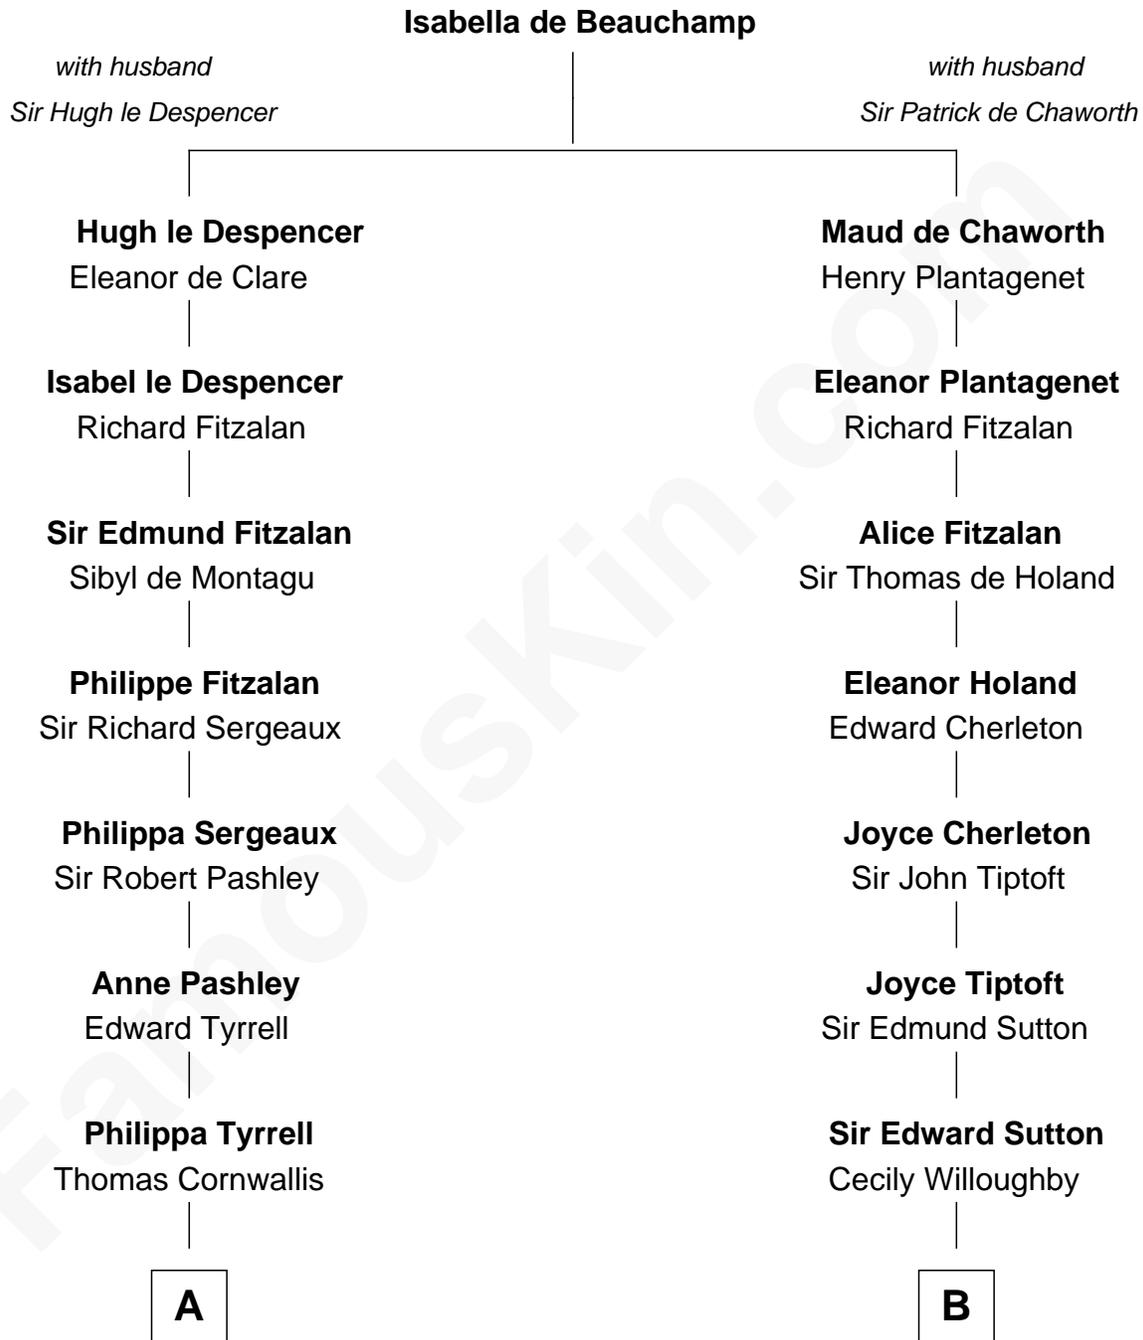 Isabella de Beauchamp
with husband
Sir Hugh le Despencer
with husband
Sir Patrick de Chaworth
Hugh le Despencer
Eleanor de Clare
Maud de Chaworth
Henry Plantagenet
Isabel le Despencer
Richard Fitzalan
Eleanor Plantagenet
Richard Fitzalan
Sir Edmund Fitzalan
Sibyl de Montagu
Alice Fitzalan
Sir Thomas de Holand
Philippe Fitzalan
Sir Richard Sergeaux
Eleanor Holand
Edward Cherleton
Philippa Sergeaux
Sir Robert Pashley
Joyce Cherleton
Sir John Tiptoft
Anne Pashley
Edward Tyrrell
Joyce Tiptoft
Sir Edmund Sutton
Philippa Tyrrell
Thomas Cornwallis
Sir Edward Sutton
Cecily Willoughby
A
B
FamousKin.com